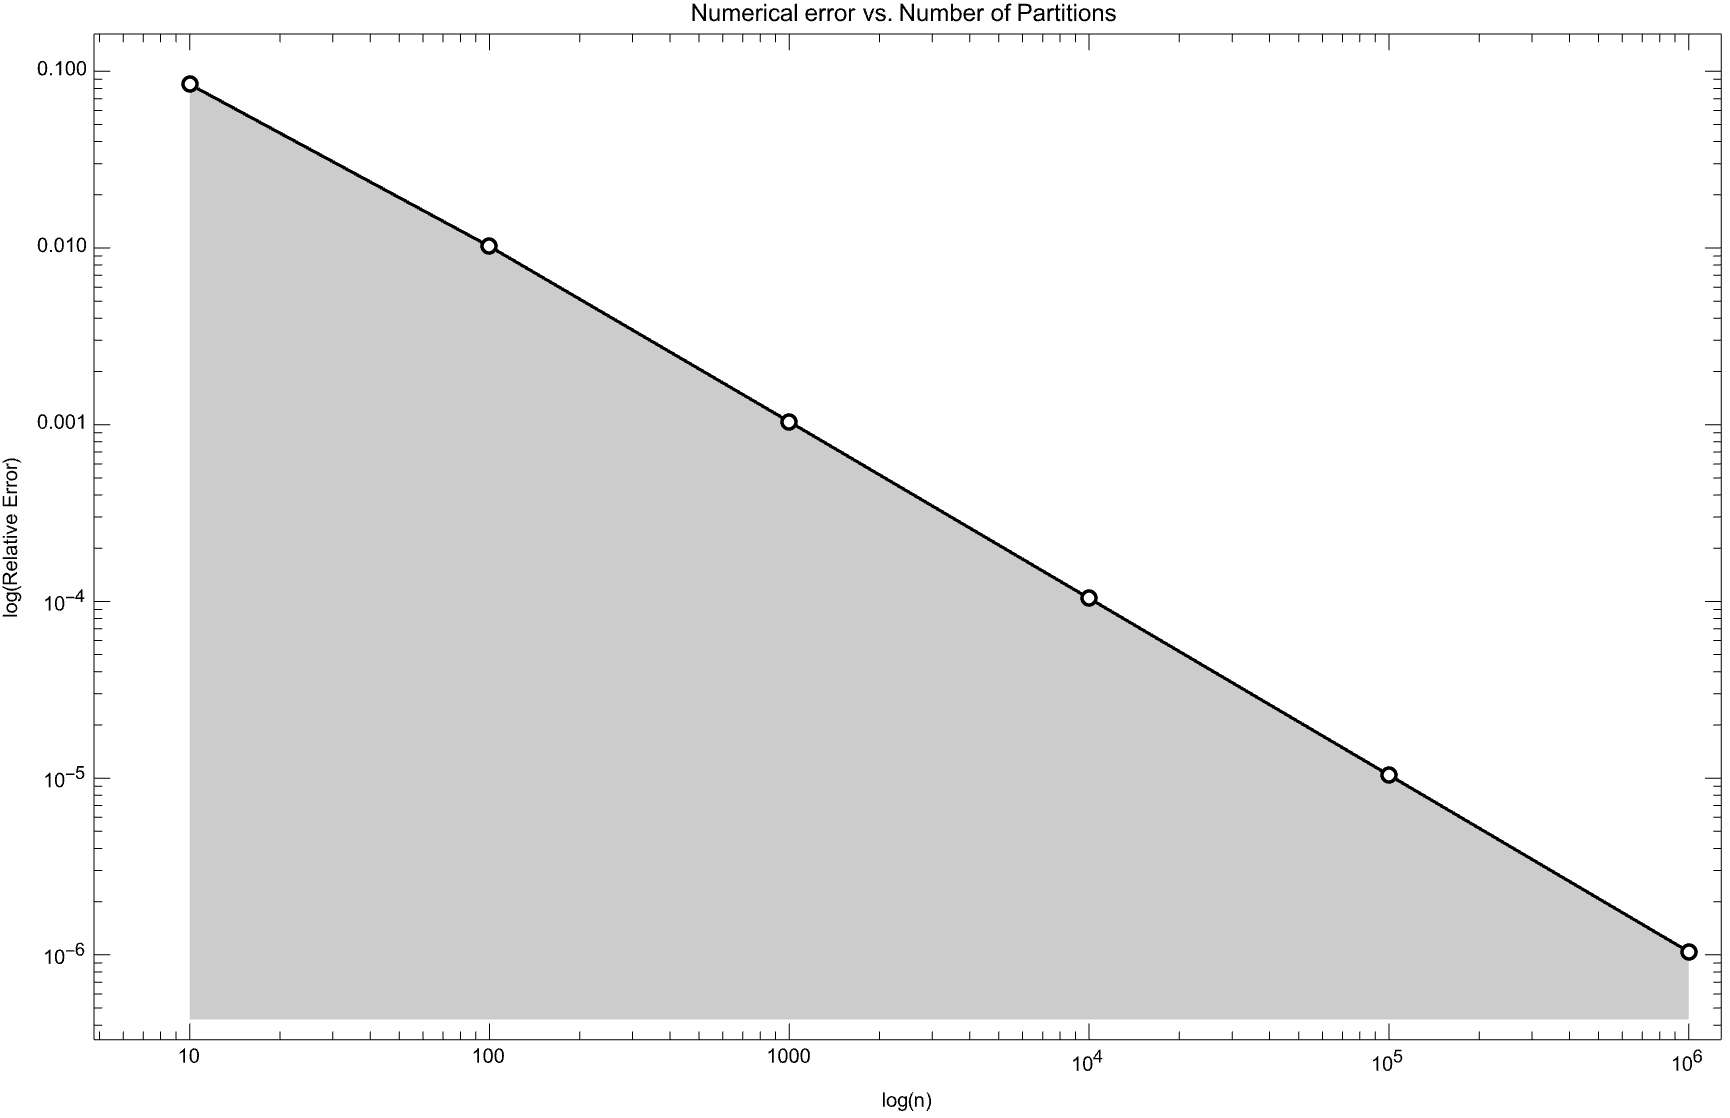 Numerical error vs. Number of Partitions
0.100
0.010
0.001
10⁻⁴
10⁻⁵
10⁻⁶
log(Relative Error)
10 100 1000 10⁴ 10⁵ 10⁶
log(n)